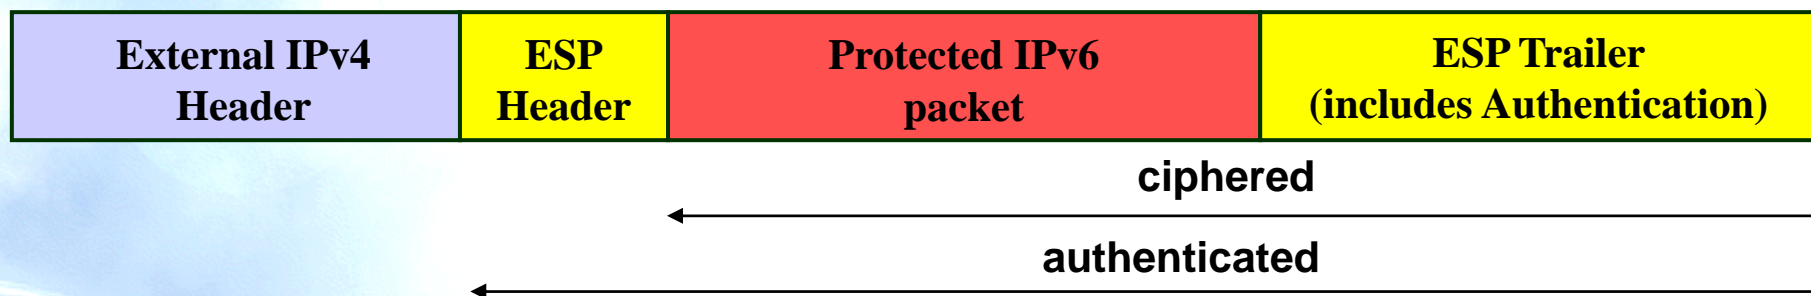 External IPv4
Header
ESP
Header
Protected IPv6
packet
ESP Trailer
(includes Authentication)
ciphered
authenticated